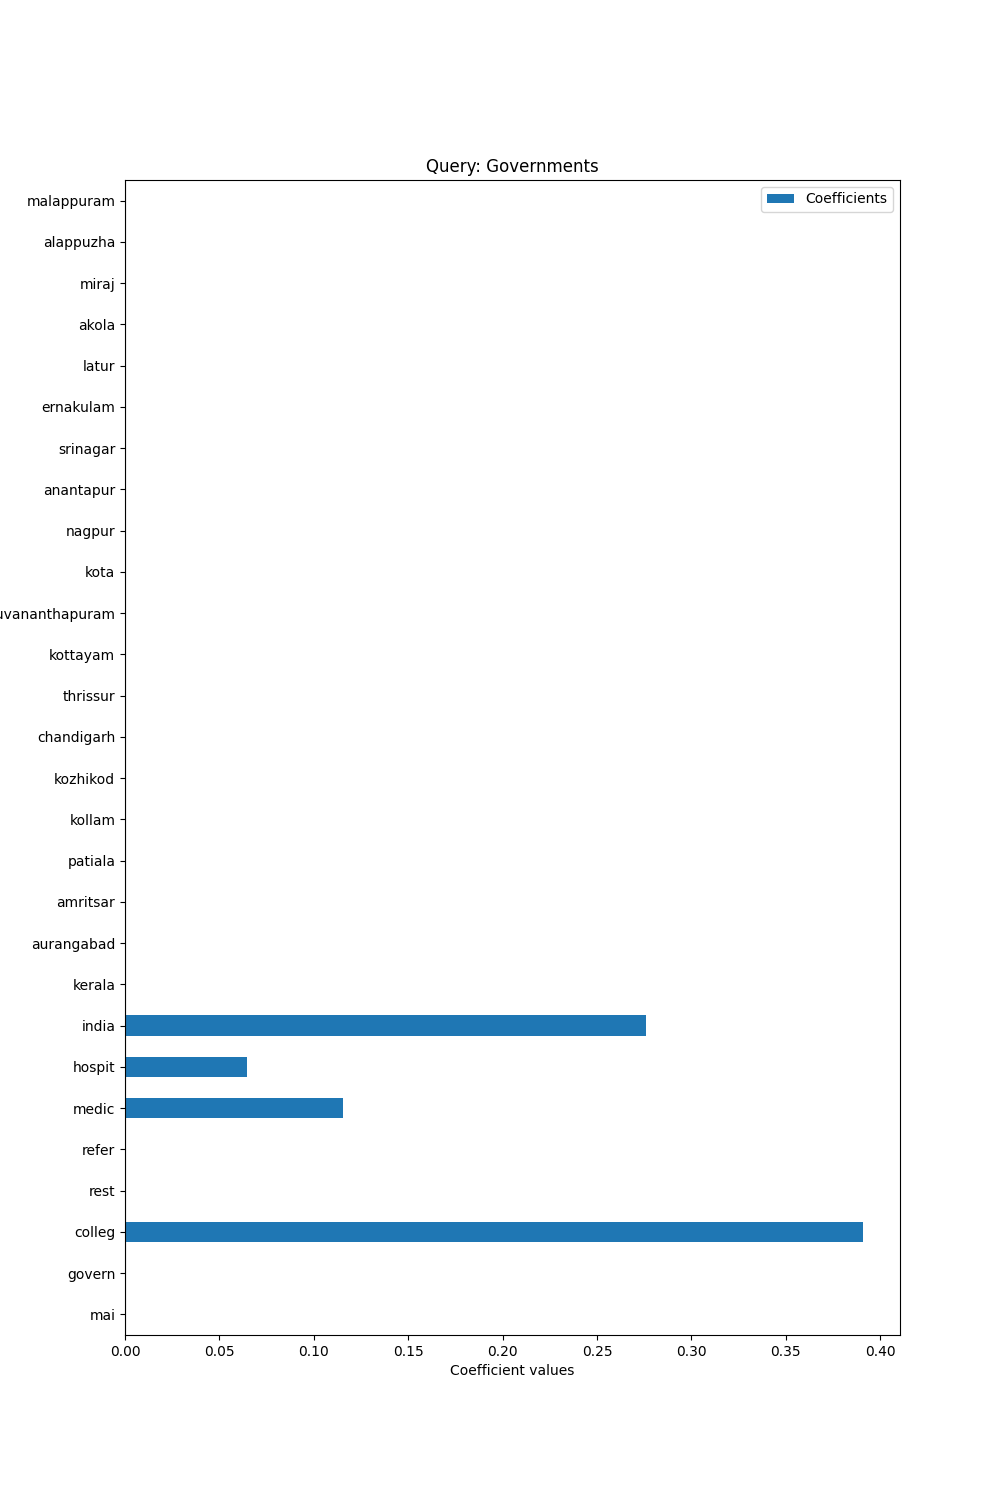 Query: Governments
Coefficients
malappuram
alappuzha
miraj
akola
latur
ernakulam
srinagar
anantapur
nagpur
kota
uvananthapuram
kottayam
thrissur
chandigarh
kozhikod
kollam
patiala
amritsar
aurangabad
kerala
india
hospit
medic
refer
rest
colleg
govern
mai
0.00 0.05 0.10 0.15 0.20 0.25 0.30 0.35 0.40
Coefficient values